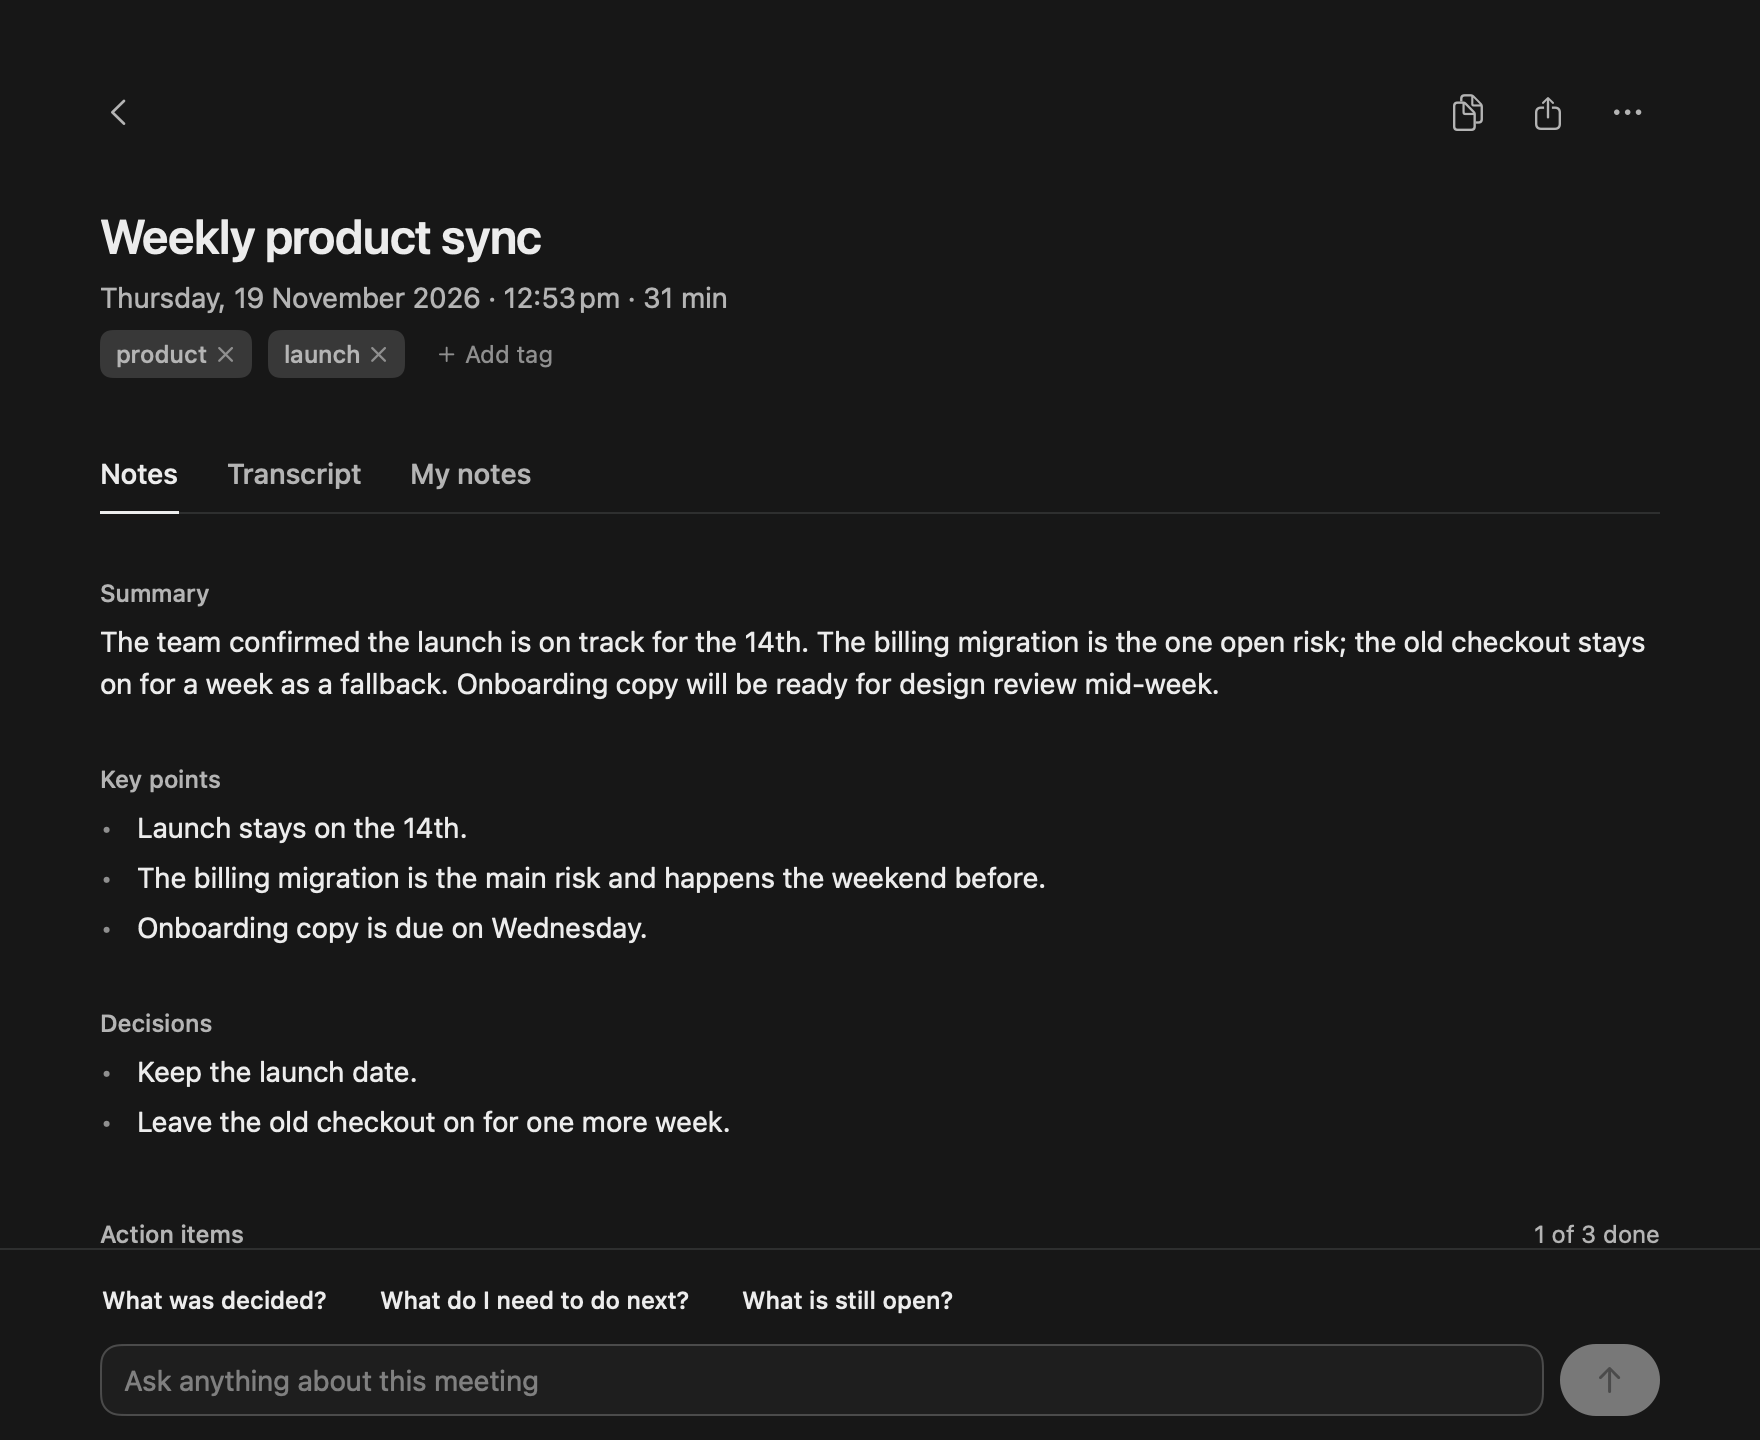 Weekly product sync
Thursday, 19 November 2026 · 12:53 pm · 31 min
product × launch × + Add tag
Notes Transcript My notes
Summary
The team confirmed the launch is on track for the 14th. The billing migration is the one open risk; the old checkout stays
on for a week as a fallback. Onboarding copy will be ready for design review mid-week.
Key points
• Launch stays on the 14th.
• The billing migration is the main risk and happens the weekend before.
• Onboarding copy is due on Wednesday.
Decisions
• Keep the launch date.
• Leave the old checkout on for one more week.
Action items 1 of 3 done
What was decided? What do I need to do next? What is still open?
Ask anything about this meeting